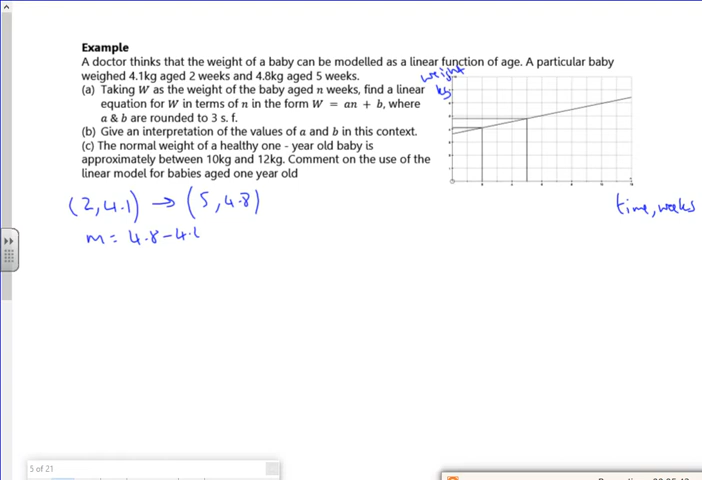 Example
A doctor thinks that the weight of a baby can be modelled as a linear function of age. A particular baby
weighed 4.1kg aged 2 weeks and 4.8kg aged 5 weeks.
(a) Taking W as the weight of the baby aged n weeks, find a linear
equation for W in terms of n in the form W = an + b, where
a & b are rounded to 3 s. f.
(b) Give an interpretation of the values of a and b in this context.
(c) The normal weight of a healthy one - year old baby is
approximately between 10kg and 12kg. Comment on the use of the
linear model for babies aged one year old
weight
kg
time, weeks
(2, 4.1) → (5, 4.8)
m = 4.8 - 4.1
5 of 21